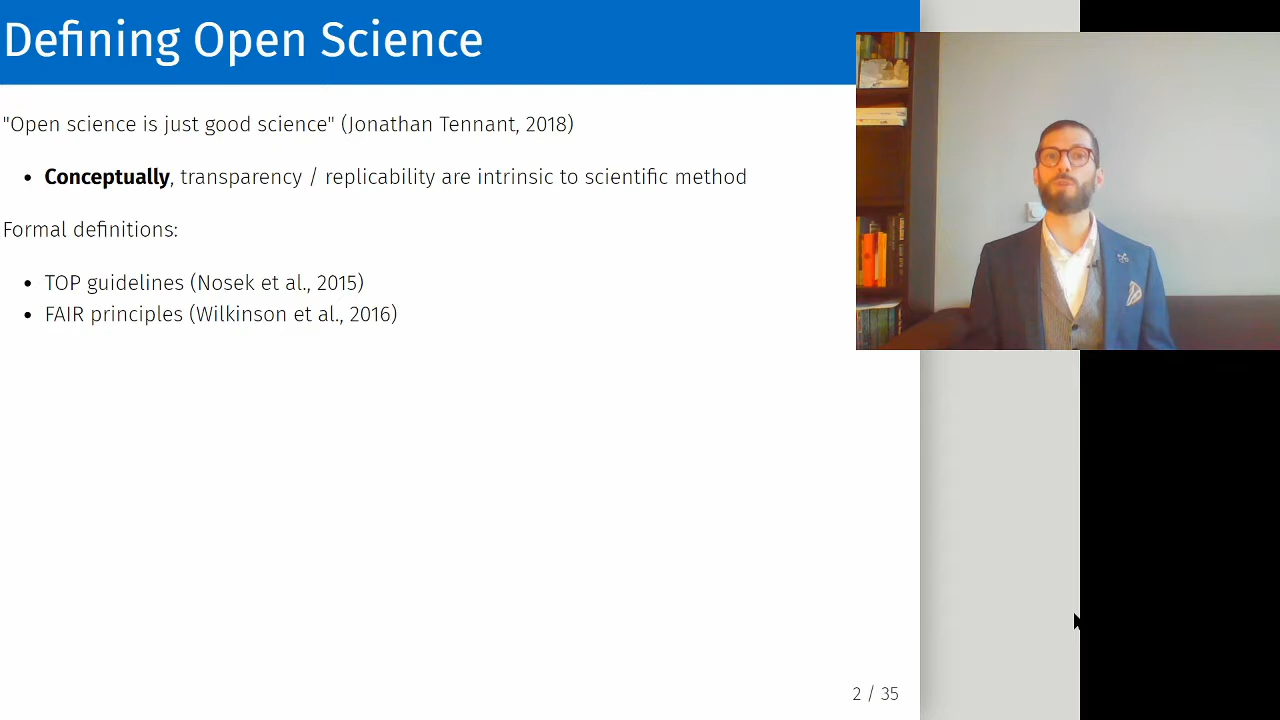 Defining Open Science
"Open science is just good science" (Jonathan Tennant, 2018)
• Conceptually, transparency / replicability are intrinsic to scientific method
Formal definitions:
• TOP guidelines (Nosek et al., 2015)
• FAIR principles (Wilkinson et al., 2016)
2 / 35